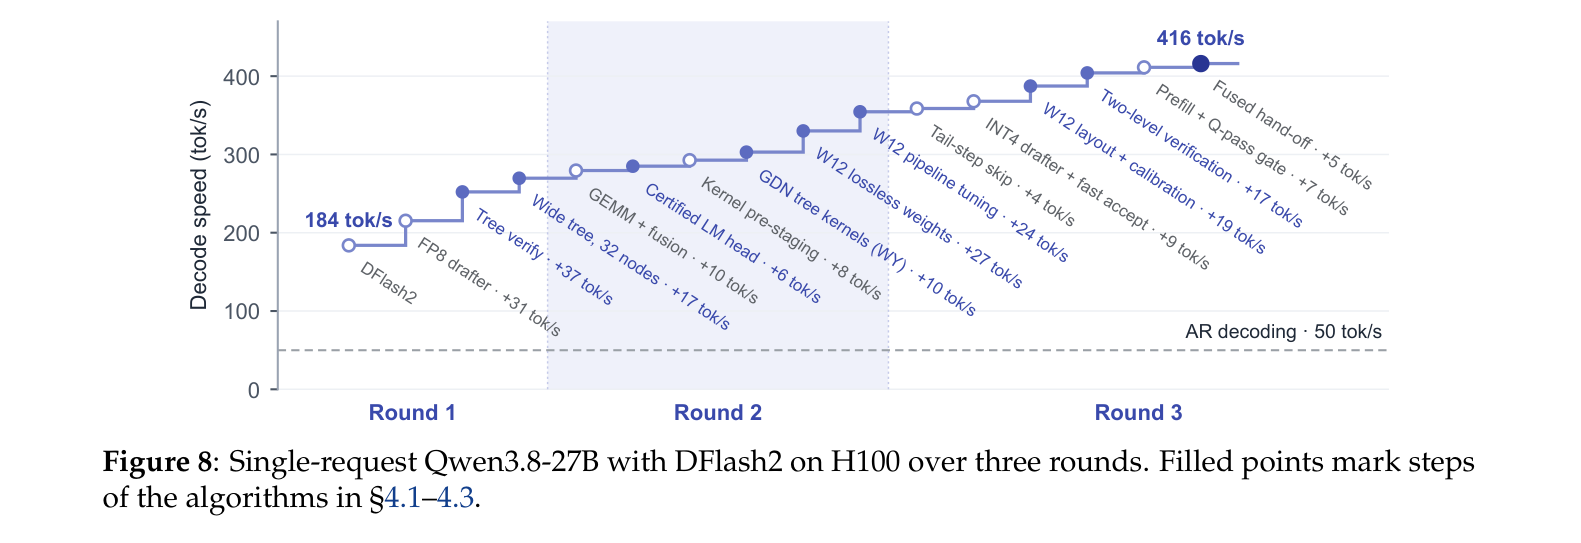 416 tok/s
400
300
200
100
0
Decode speed (tok/s)
184 tok/s
DFlash2
FP8 drafter · +31 tok/s
Tree verify · +37 tok/s
Wide tree, 32 nodes · +17 tok/s
GEMM + fusion · +10 tok/s
Certified LM head · +6 tok/s
Kernel pre-staging · +8 tok/s
GDN tree kernels (WY) · +10 tok/s
W12 lossless weights · +27 tok/s
W12 pipeline tuning · +24 tok/s
Tail-step skip · +4 tok/s
INT4 drafter + fast accept · +9 tok/s
W12 layout + calibration · +19 tok/s
Two-level verification · +17 tok/s
Prefill + Q-pass gate · +7 tok/s
Fused hand-off · +5 tok/s
AR decoding · 50 tok/s
Round 1
Round 2
Round 3
Figure 8: Single-request Qwen3.8-27B with DFlash2 on H100 over three rounds. Filled points mark steps
of the algorithms in §4.1–4.3.